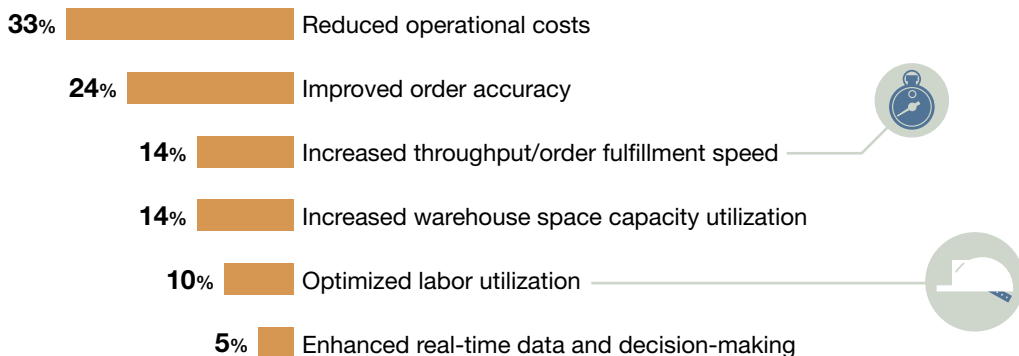 33% Reduced operational costs
24% Improved order accuracy
14% Increased throughput/order fulfillment speed
14% Increased warehouse space capacity utilization
10% Optimized labor utilization
5% Enhanced real-time data and decision-making